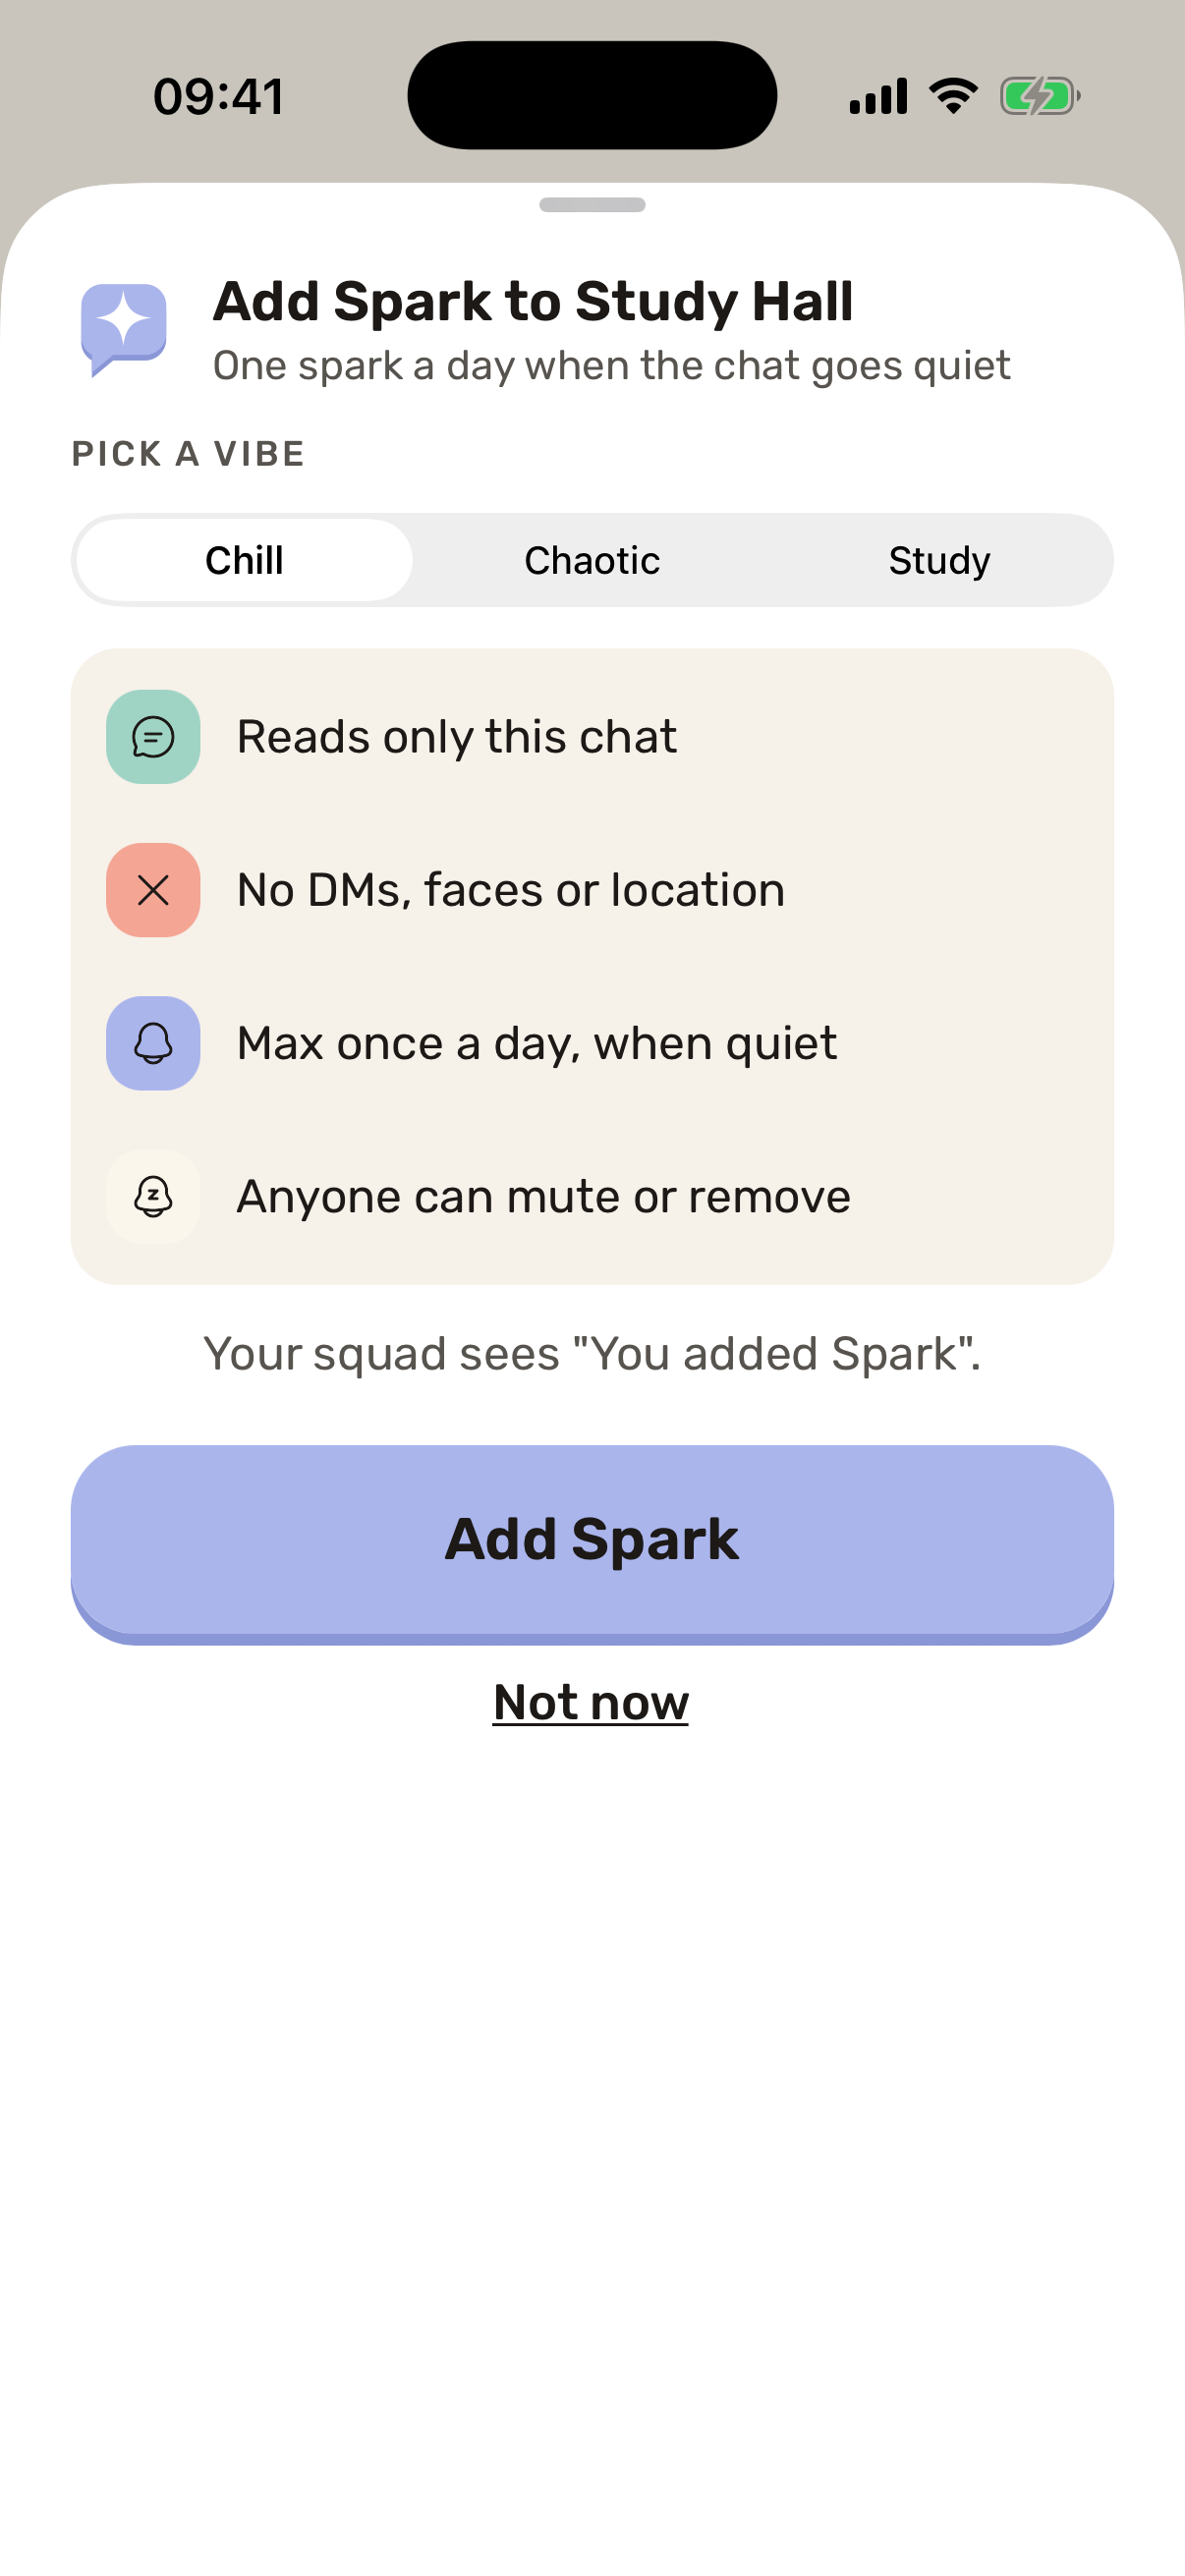 09:41
Add Spark to Study Hall
One spark a day when the chat goes quiet
PICK A VIBE
Chill
Chaotic
Study
Reads only this chat
No DMs, faces or location
Max once a day, when quiet
Anyone can mute or remove
Your squad sees "You added Spark".
Add Spark
Not now